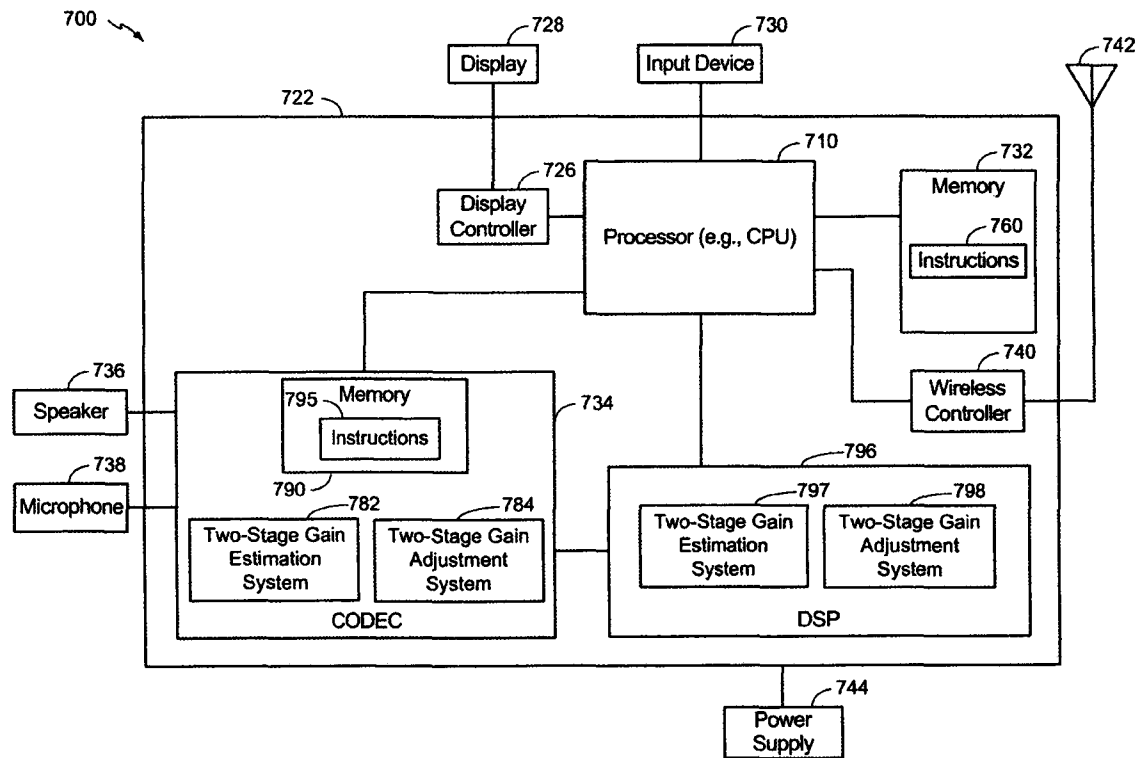 700
728
Display
730
Input Device
742
722
710
Processor (e.g., CPU)
726
Display
Controller
732
Memory
760
Instructions
740
Wireless
Controller
736
Speaker
738
Microphone
734
Memory
795
Instructions
790
782
Two-Stage Gain
Estimation
System
784
Two-Stage Gain
Adjustment
System
CODEC
796
797
Two-Stage Gain
Estimation
System
798
Two-Stage Gain
Adjustment
System
DSP
744
Power
Supply